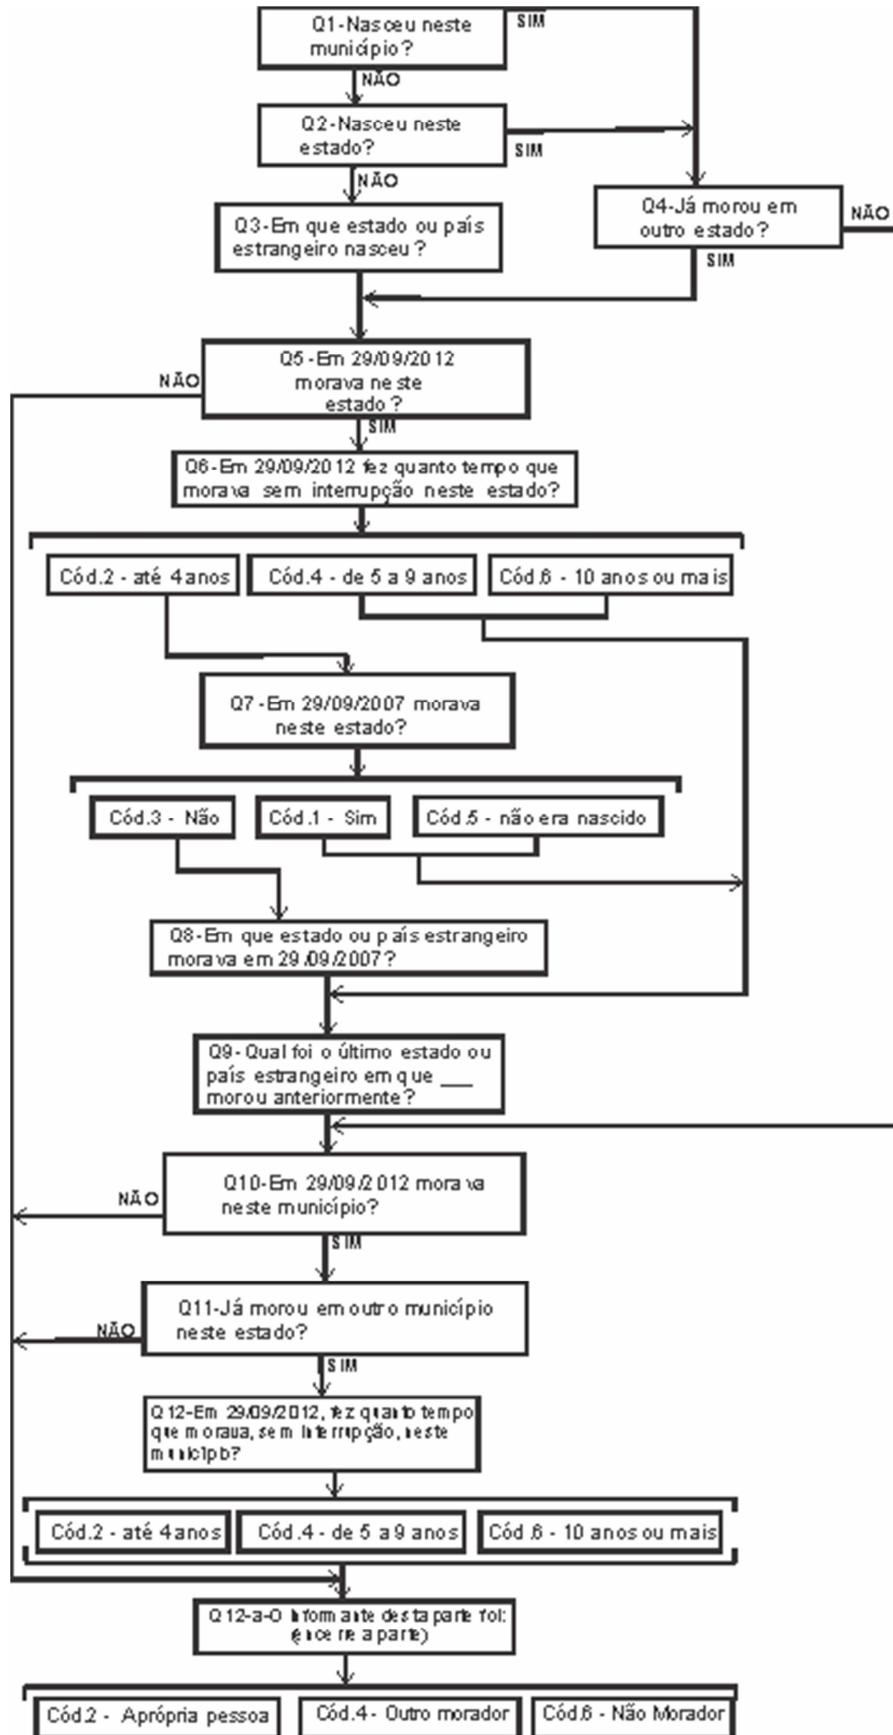 Q1-Nasceu neste
município?
SIM
NÃO
Q2-Nasceu neste
estado?
SIM
NÃO
Q3-Em que estado ou país
estrangeiro nasceu?
Q4-Já morou em
outro estado?
NÃO
SIM
Q5-Em 29/09/2012
morava neste
estado?
NÃO
SIM
Q6-Em 29/09/2012 fez quanto tempo que
morava sem interrupção neste estado?
Cód.2 - até 4 anos
Cód.4 - de 5 a 9 anos
Cód.6 - 10 anos ou mais
Q7-Em 29/09/2007 morava
neste estado?
Cód.3 - Não
Cód.1 - Sim
Cód.5 - não era nascido
Q8-Em que estado ou país estrangeiro
morava em 29/09/2007?
Q9-Qual foi o último estado ou
país estrangeiro em que ___
morou anteriormente?
Q10-Em 29/09/2012 morava
neste município?
NÃO
SIM
Q11-Já morou em outro município
neste estado?
NÃO
SIM
Q12-Em 29/09/2012, fez quanto tempo
que morava, sem interrupção, neste
município?
Cód.2 - até 4 anos
Cód.4 - de 5 a 9 anos
Cód.6 - 10 anos ou mais
Q12-a-O Informante desta parte foi:
(encerre a parte)
Cód.2 - Aprópria pessoa
Cód.4 - Outro morador
Cód.6 - Não Morador